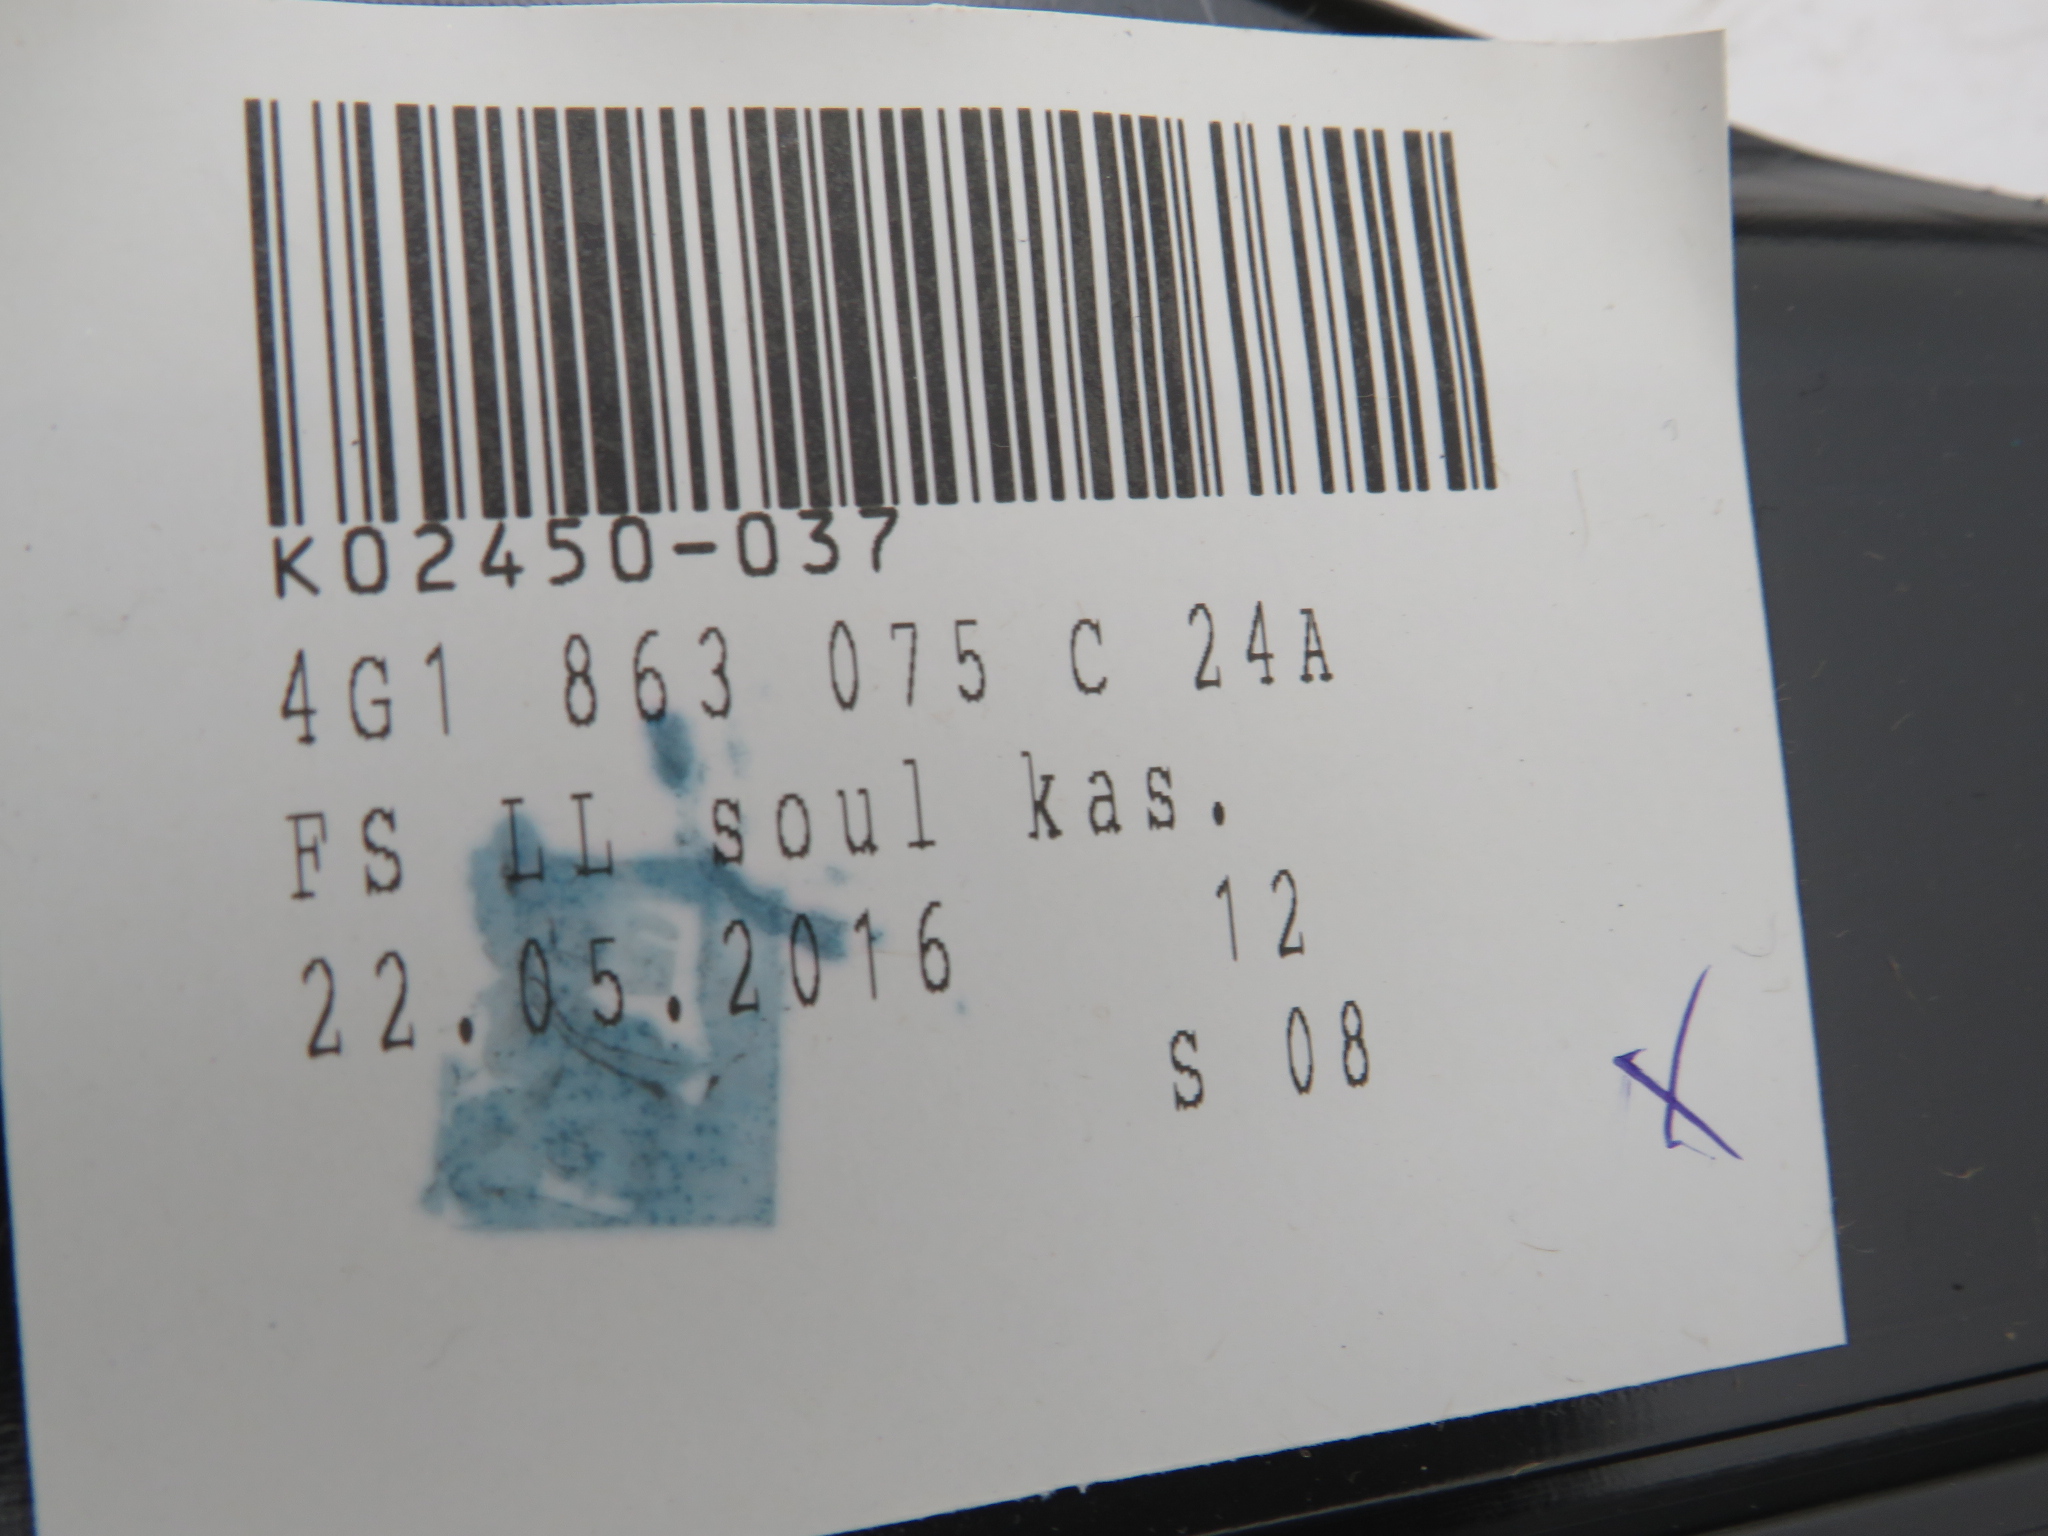 K02450-037
4G1 863 075 C 24A
FS LL soul kas.
22.05.2016 12
S 08